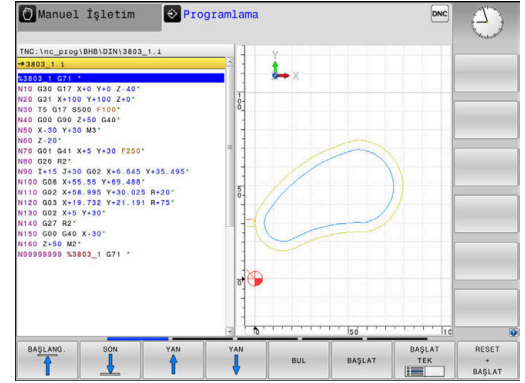 Manuel İşletim
Programlama
DNC
TNC:\nc_prog\BHB\DIN\3803_1.i
→3803_1.i
%3803_1 G71 *
N10 G30 G17 X+0 Y+0 Z-40*
N20 G31 X+100 Y+100 Z+0*
N30 T5 G17 S500 F100*
N40 G00 G90 Z+50 G40*
N50 X-30 Y+30 M3*
N60 Z-20*
N70 G01 G41 X+5 Y+30 F250*
N80 G26 R2*
N90 I+15 J+30 G02 X+6.645 Y+35.495*
N100 G06 X+55.55 Y+69.488*
N110 G02 X+58.995 Y+30.025 R+20*
N120 G03 X+19.732 Y+21.191 R+75*
N130 G02 X+5 Y+30*
N140 G27 R2*
N150 G00 G40 X-30*
N160 Z+50 M2*
N99999999 %3803_1 G71 *
Y
X
100
50
0
0
50
10
BAŞLANG.
SON
YAN
YAN
BUL
BAŞLAT
BAŞLAT
TEK
RESET
+
BAŞLAT